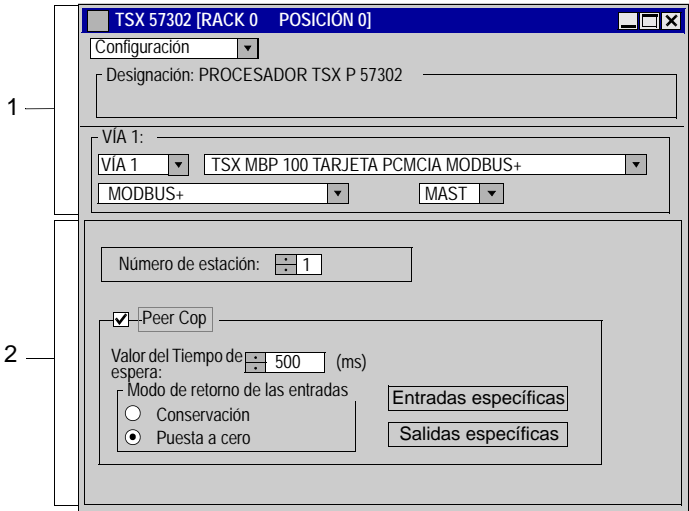 TSX 57302 [RACK 0 POSICIÓN 0]
Configuración
Designación: PROCESADOR TSX P 57302
1
VÍA 1:
VÍA 1 TSX MBP 100 TARJETA PCMCIA MODBUS+
MODBUS+ MAST
Número de estación: 1
Peer Cop
2
Valor del Tiempo de
espera: 500 (ms)
Modo de retorno de las entradas
Entradas específicas
Conservación
Puesta a cero
Salidas específicas